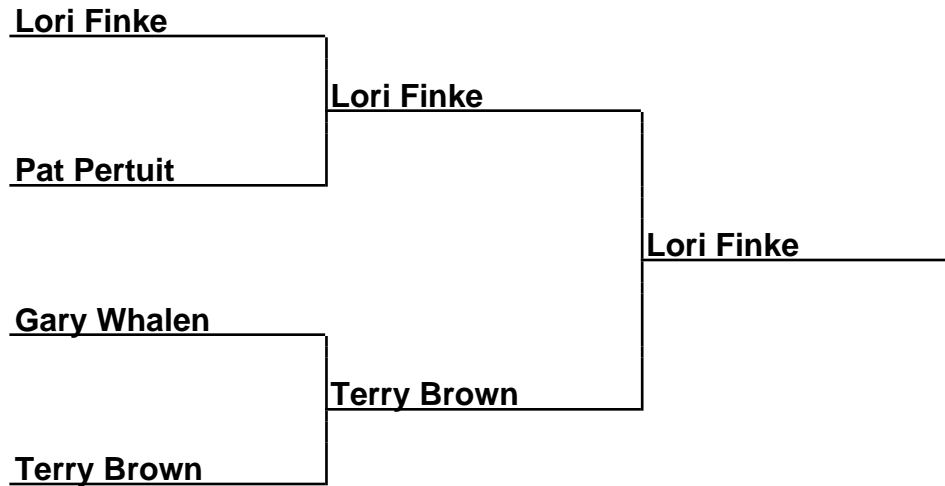 Lori Finke
Lori Finke
Pat Pertuit
Lori Finke
Gary Whalen
Terry Brown
Terry Brown